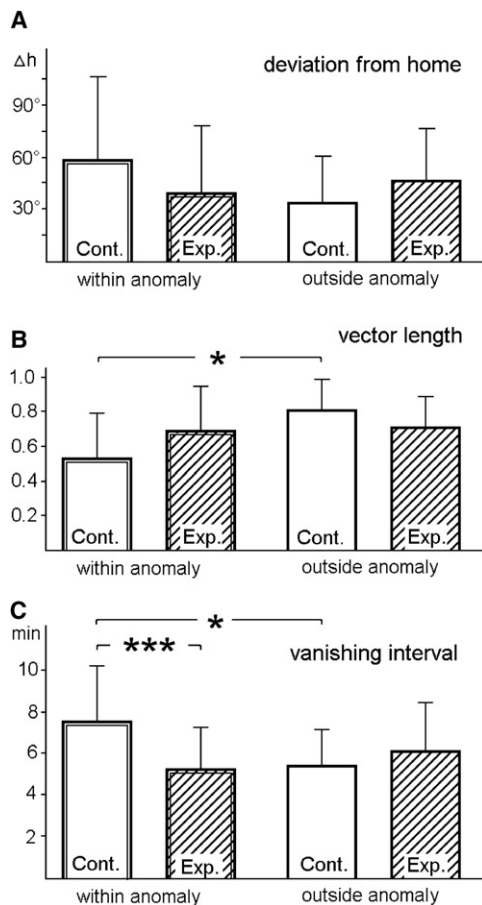 A
Δh
deviation from home
90°
60°
30°
Cont. Exp. Cont. Exp.
within anomaly outside anomaly
B
vector length
*
1.0
0.8
0.6
0.4
0.2
Cont. Exp. Cont. Exp.
within anomaly outside anomaly
C
min
*
***
vanishing interval
10
8
6
4
2
Cont. Exp. Cont. Exp.
within anomaly outside anomaly